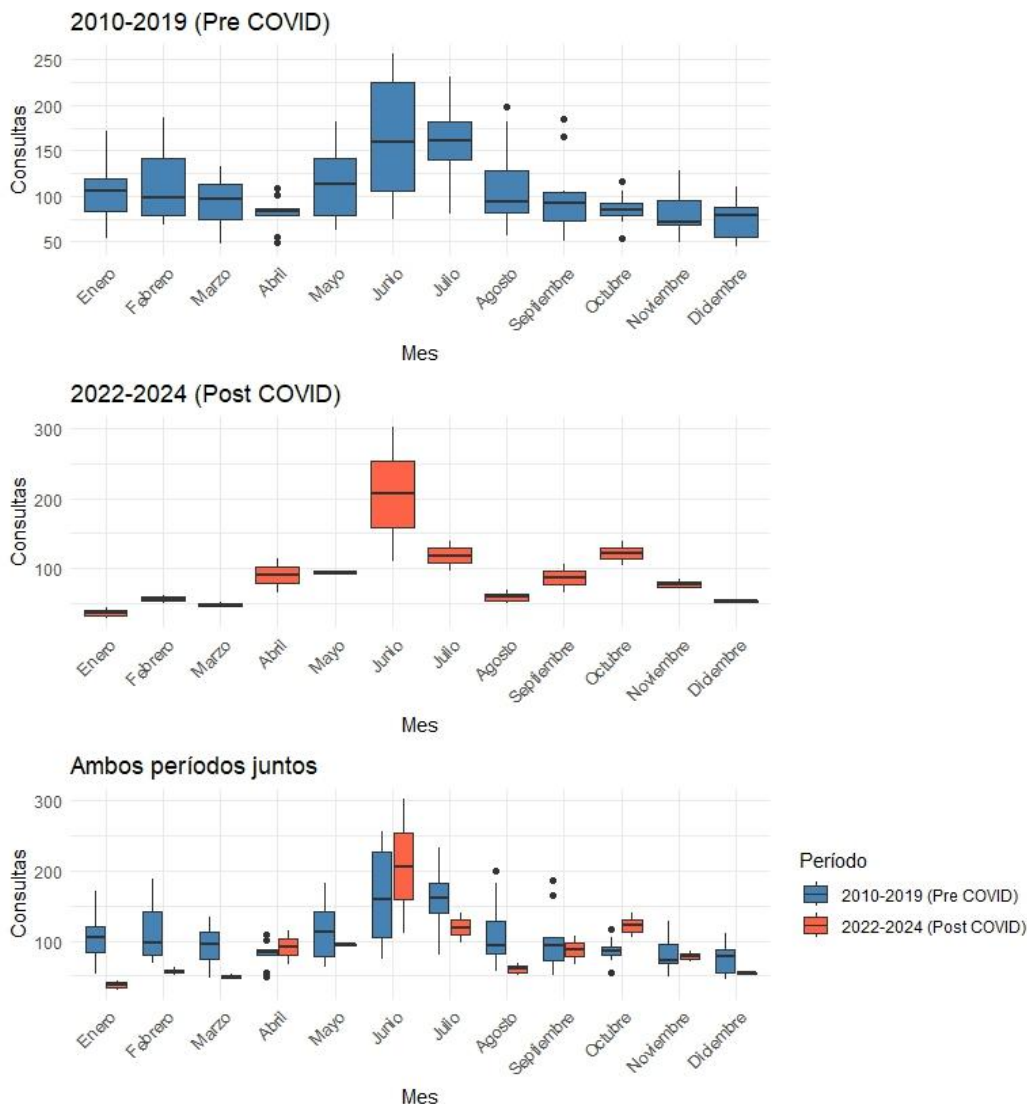 2010-2019 (Pre COVID)
Consultas
250
200
150
100
50
Enero Febrero Marzo Abril Mayo Junio Julio Agosto Septiembre Octubre Noviembre Diciembre
Mes
2022-2024 (Post COVID)
Consultas
300
200
100
Enero Febrero Marzo Abril Mayo Junio Julio Agosto Septiembre Octubre Noviembre Diciembre
Mes
Ambos períodos juntos
Consultas
300
200
100
Enero Febrero Marzo Abril Mayo Junio Julio Agosto Septiembre Octubre Noviembre Diciembre
Mes
Período
2010-2019 (Pre COVID)
2022-2024 (Post COVID)